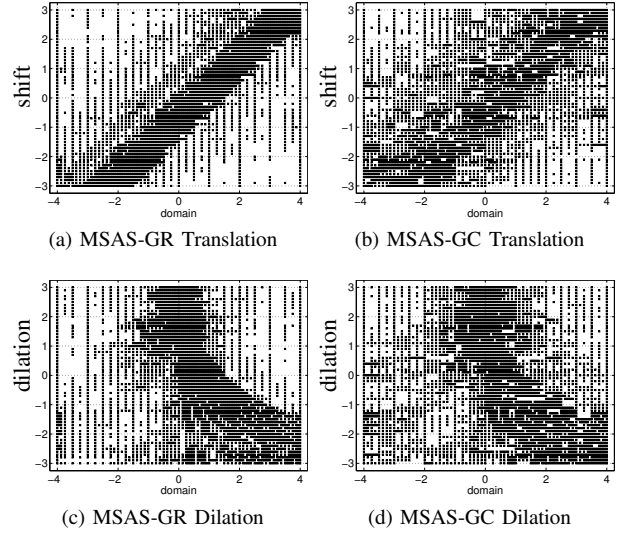 3
2
1
0
−1
−2
−3
shift
−4 −2 0 2 4
domain
(a) MSAS-GR Translation
3
2
1
0
−1
−2
−3
shift
−4 −2 0 2 4
domain
(b) MSAS-GC Translation
3
2
1
0
−1
−2
−3
dilation
−4 −2 0 2 4
domain
(c) MSAS-GR Dilation
3
2
1
0
−1
−2
−3
dilation
−4 −2 0 2 4
domain
(d) MSAS-GC Dilation